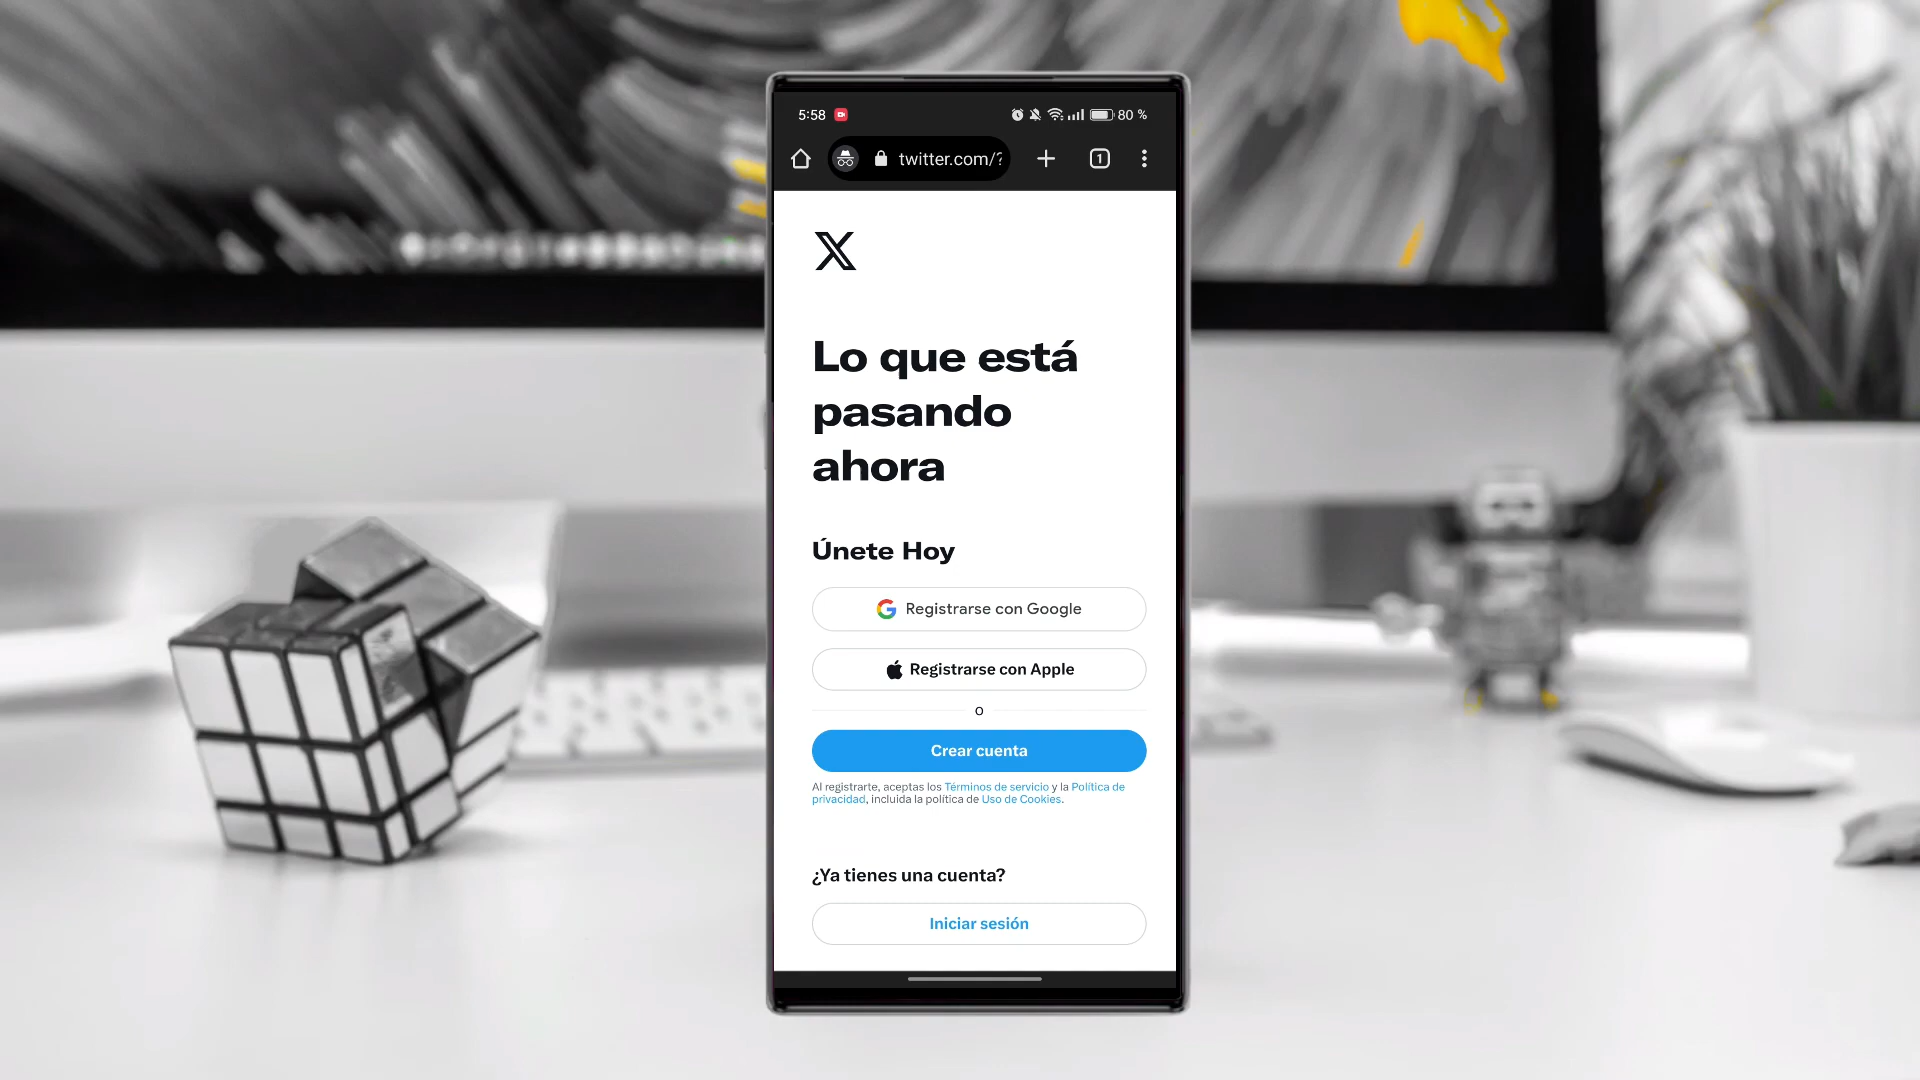 5:58
80 %
twitter.com/?
1
X
Lo que está
pasando
ahora
Únete Hoy
Registrarse con Google
Registrarse con Apple
o
Crear cuenta
Al registrarte, aceptas los Términos de servicio y la Política de
privacidad, incluida la política de Uso de Cookies.
¿Ya tienes una cuenta?
Iniciar sesión